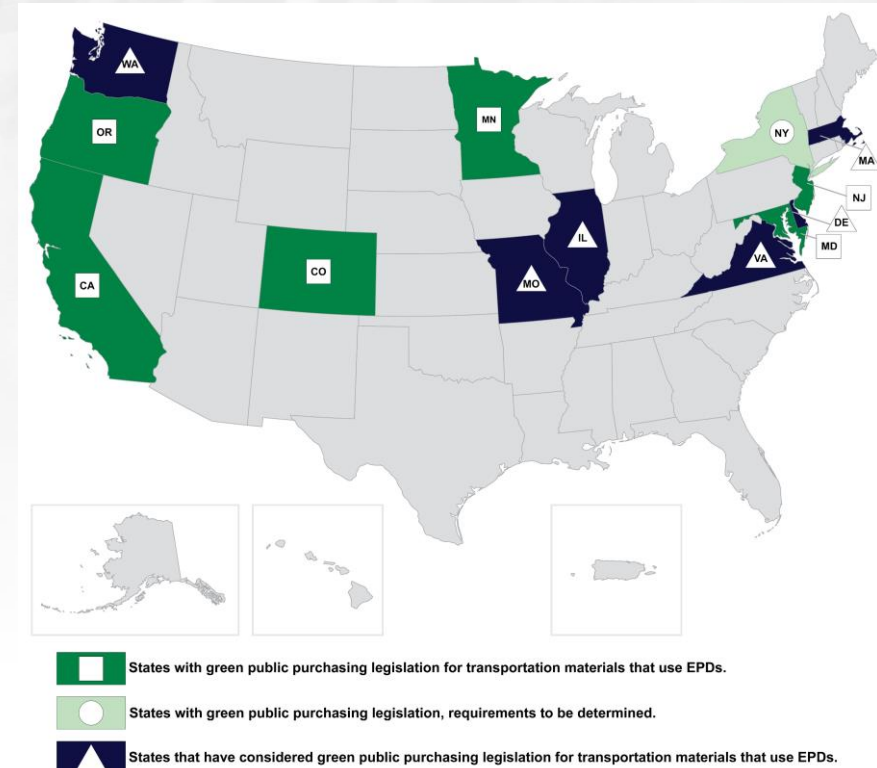 WA
OR
MN
NY
MA
NJ
DE
MD
CA
CO
IL
MO
VA
States with green public purchasing legislation for transportation materials that use EPDs.
States with green public purchasing legislation, requirements to be determined.
States that have considered green public purchasing legislation for transportation materials that use EPDs.